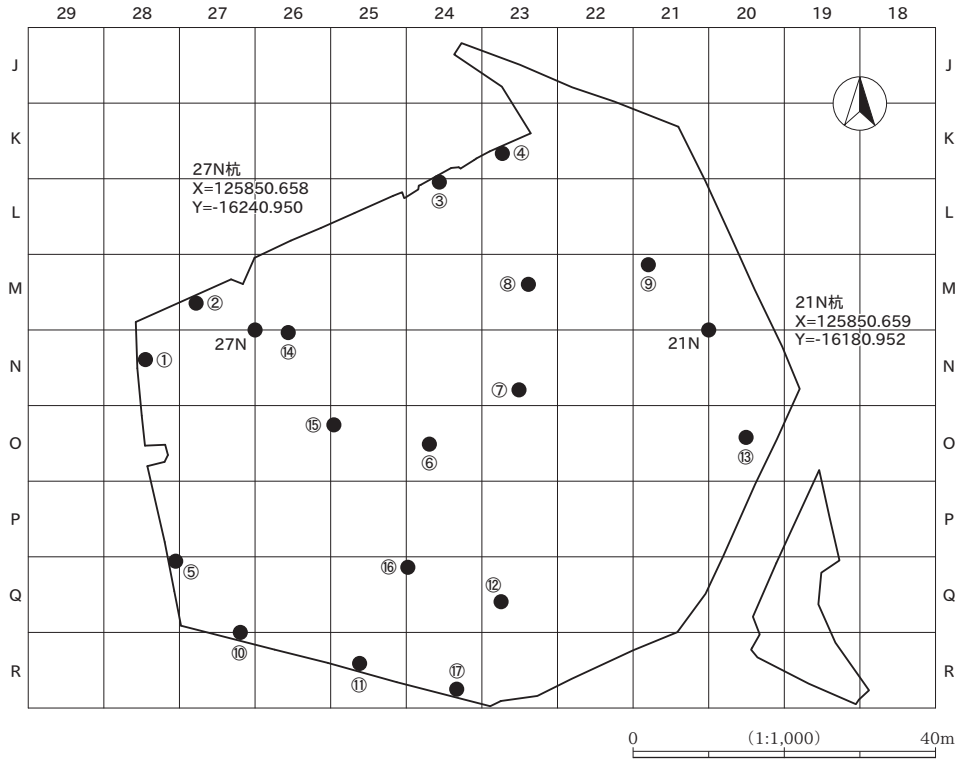 29 28 27 26 25 24 23 22 21 20 19 18
J J
K K
④
27N杭
X=125850.658
Y=-16240.950
③
L L
⑧ ⑨
M M
②
21N杭
X=125850.659
Y=-16180.952
27N ⑭ 21N
N ① N
⑦
⑮
O O
⑥ ⑬
P P
⑯
⑤ ⑫
Q Q
⑩
R ⑪ ⑰ R
0 (1:1,000) 40m